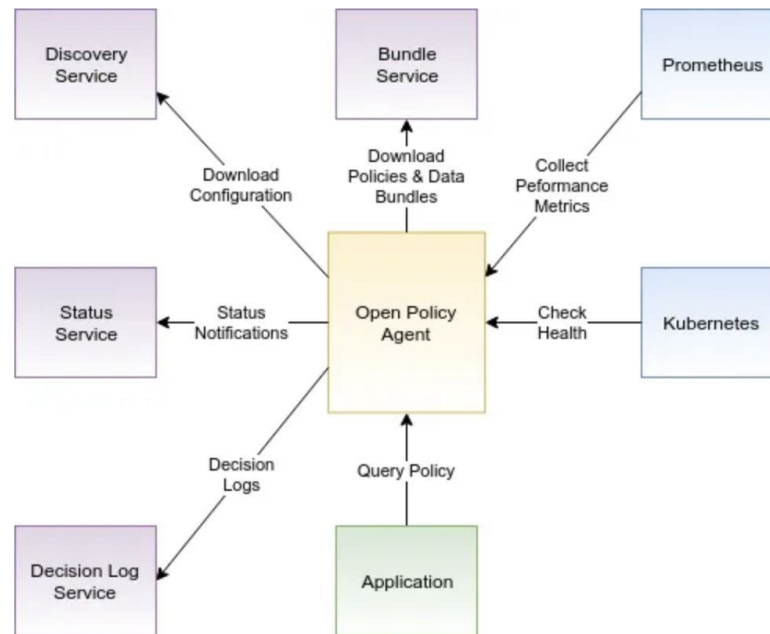 Discovery
Service
Bundle
Service
Prometheus
Download
Configuration
Download
Policies & Data
Bundles
Collect
Peformance
Metrics
Status
Service
Status
Notifications
Open Policy
Agent
Check
Health
Kubernetes
Decision
Logs
Query Policy
Decision Log
Service
Application